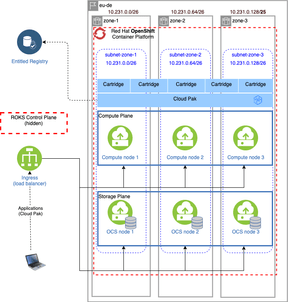 eu-de
10.231.0.0/26
10.231.0.64/26
10.231.0.128/25
zone-1
zone-2
zone-3
Red Hat OpenShift
Container Platform
subnet-zone-1
10.231.0.0/26
subnet-zone-2
10.231.0.64/26
subnet-zone-3
10.231.0.128/26
Entitled Registry
Cartridge
Cartridge
Cartridge
Cartridge
Cartridge
Cloud Pak
ROKS Control Plane
(hidden)
Compute Plane
Compute node 1
Compute node 2
Compute node 3
Ingress
(load balancer)
Storage Plane
Applications
(Cloud Pak)
OCS node 1
OCS node 2
OCS node 3